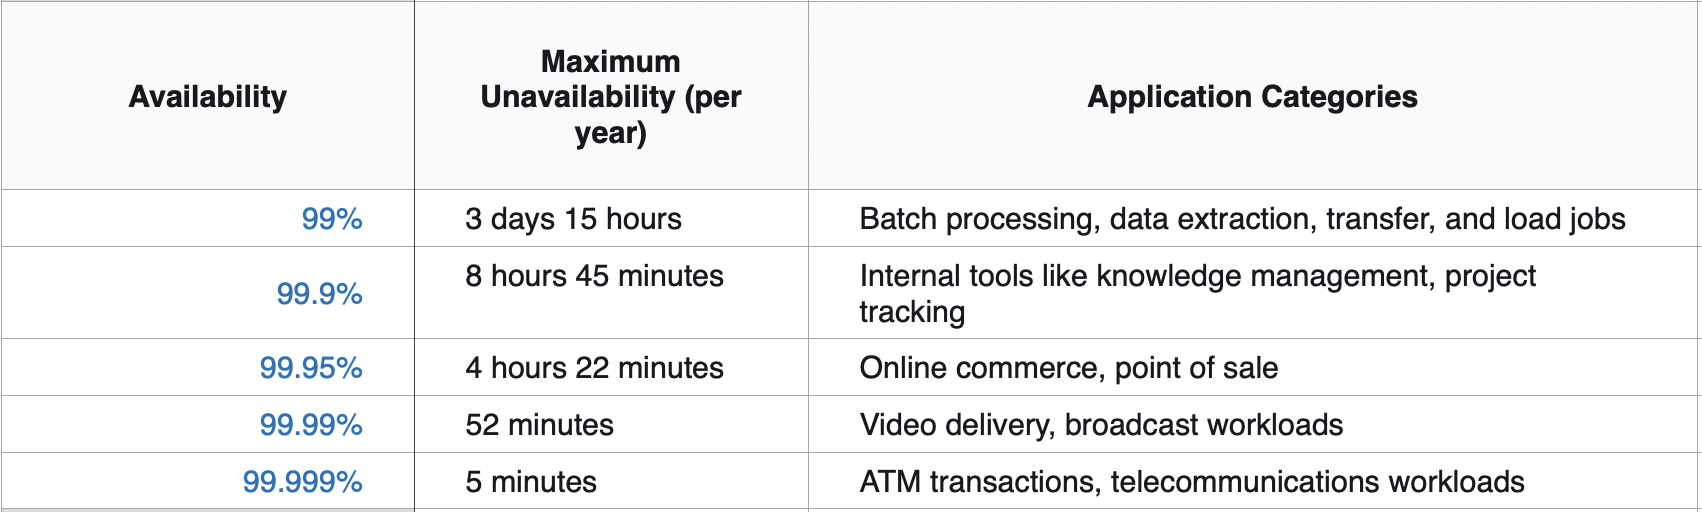 Availability
Maximum
Unavailability (per
year)
Application Categories
99%
3 days 15 hours
Batch processing, data extraction, transfer, and load jobs
99.9%
8 hours 45 minutes
Internal tools like knowledge management, project
tracking
99.95%
4 hours 22 minutes
Online commerce, point of sale
99.99%
52 minutes
Video delivery, broadcast workloads
99.999%
5 minutes
ATM transactions, telecommunications workloads